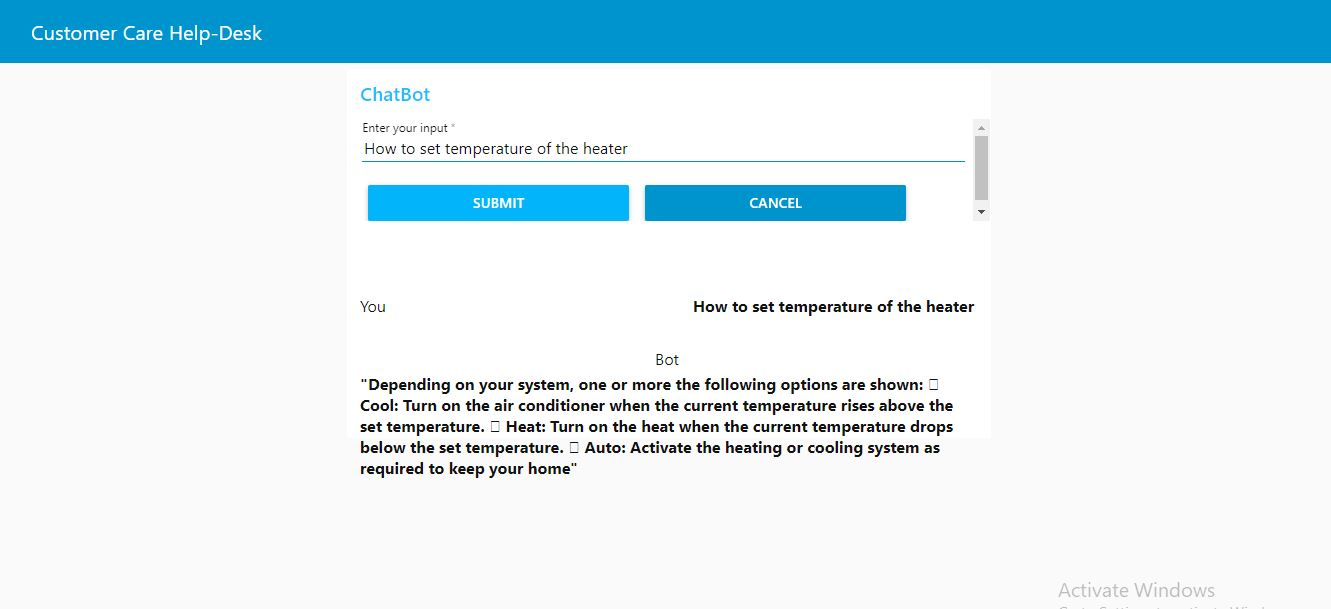 Customer Care Help-Desk
ChatBot
Enter your input *
How to set temperature of the heater
SUBMIT CANCEL
You How to set temperature of the heater
Bot
"Depending on your system, one or more the following options are shown: 
Cool: Turn on the air conditioner when the current temperature rises above the
set temperature.  Heat: Turn on the heat when the current temperature drops
below the set temperature.  Auto: Activate the heating or cooling system as
required to keep your home"
Activate Windows